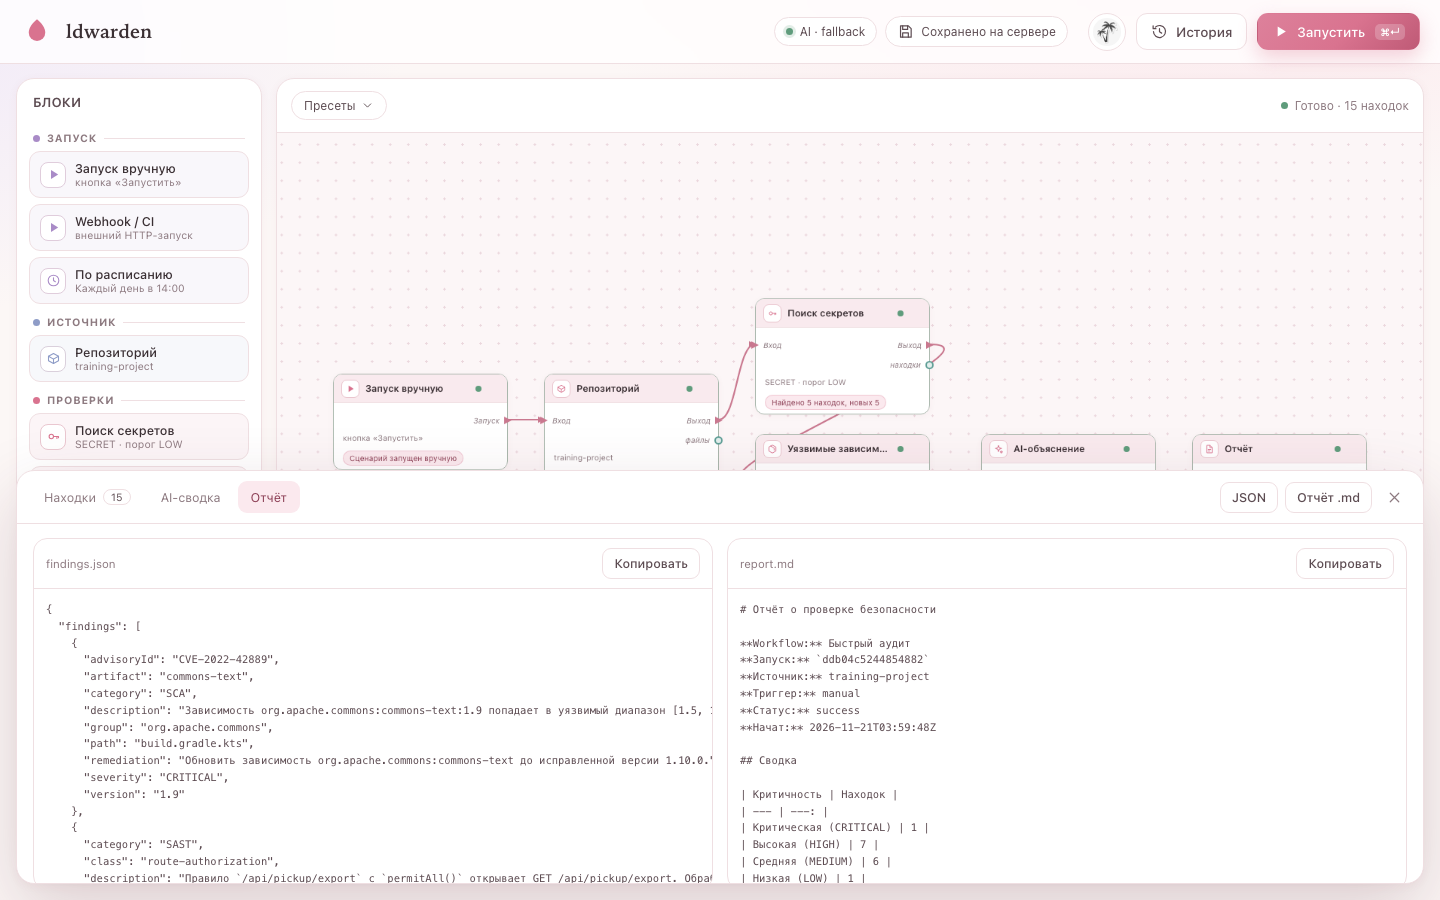 ldwarden
AI · fallback
Сохранено на сервере
История
Запустить ⌘↵
БЛОКИ
ЗАПУСК
Запуск вручную
кнопка «Запустить»
Webhook / CI
внешний HTTP-запуск
По расписанию
Каждый день в 14:00
ИСТОЧНИК
Репозиторий
training-project
ПРОВЕРКИ
Поиск секретов
SECRET · порог LOW
Пресеты
Готово · 15 находок
Поиск секретов
Вход
Выход
находки
SECRET · порог LOW
Найдено 5 находок, новых 5
Запуск вручную
Запуск
кнопка «Запустить»
Сценарий запущен вручную
Репозиторий
Вход
Выход
файлы
training-project
Уязвимые зависим...
AI-объяснение
Отчёт
Находки 15
AI-сводка
Отчёт
JSON
Отчёт .md
findings.json
Копировать
{
"findings": [
{
"advisoryId": "CVE-2022-42889",
"artifact": "commons-text",
"category": "SCA",
"description": "Зависимость org.apache.commons:commons-text:1.9 попадает в уязвимый диапазон [1.5,
"group": "org.apache.commons",
"path": "build.gradle.kts",
"remediation": "Обновить зависимость org.apache.commons:commons-text до исправленной версии 1.10.0."
"severity": "CRITICAL",
"version": "1.9"
},
{
"category": "SAST",
"class": "route-authorization",
"description": "Правило `/api/pickup/export` с `permitAll()` открывает GET /api/pickup/export.
report.md
Копировать
# Отчёт о проверке безопасности
**Workflow:** Быстрый аудит
**Запуск:** `ddb04c5244854882`
**Источник:** training-project
**Триггер:** manual
**Статус:** success
**Начат:** 2026-11-21T03:59:48Z
## Сводка
| Критичность | Находок |
| --- | ---: |
| Критическая (CRITICAL) | 1 |
| Высокая (HIGH) | 7 |
| Средняя (MEDIUM) | 6 |
| Низкая (LOW) | 1 |